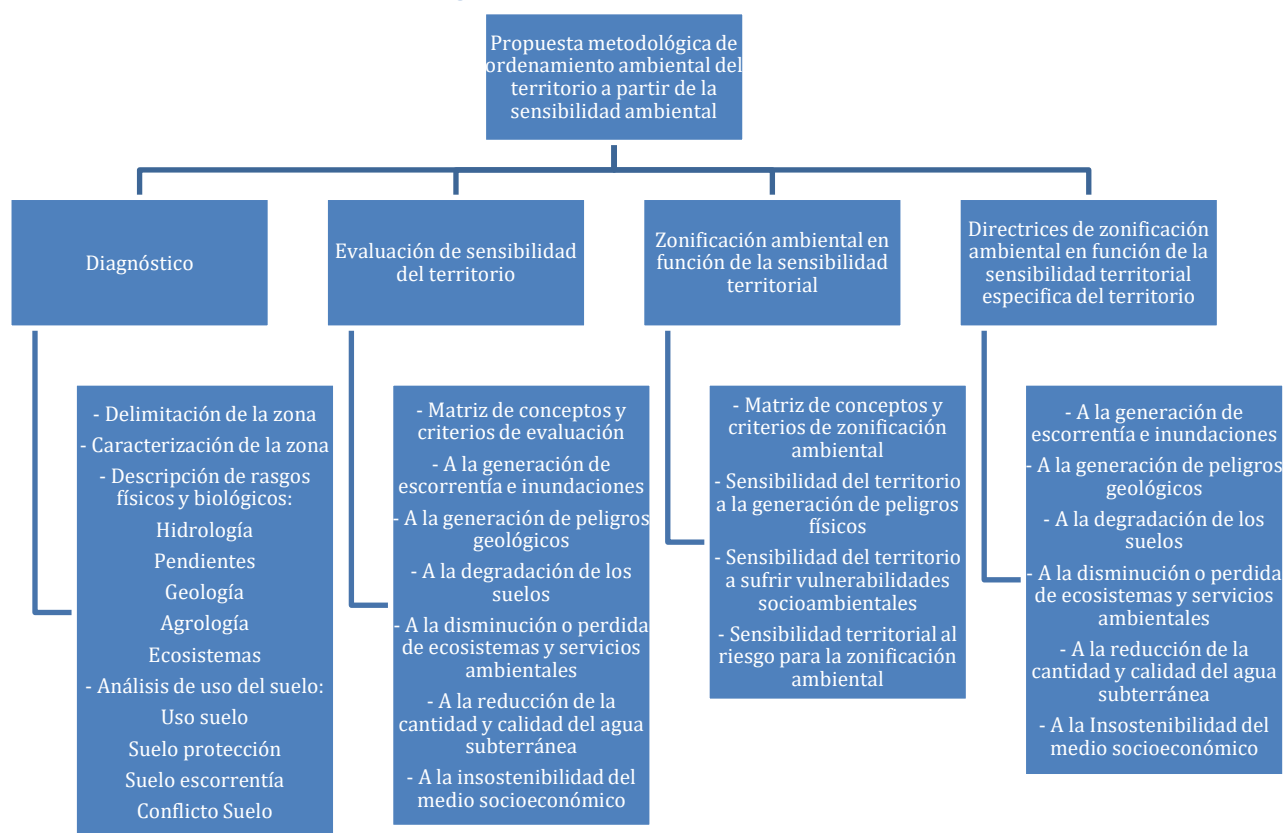 Propuesta metodológica de
ordenamiento ambiental del
territorio a partir de la
sensibilidad ambiental
Diagnóstico
Evaluación de sensibilidad
del territorio
Zonificación ambiental en
función de la sensibilidad
territorial
Directrices de zonificación
ambiental en función de la
sensibilidad territorial
especifica del territorio
- Delimitación de la zona
- Caracterización de la zona
- Descripción de rasgos
físicos y biológicos:
Hidrología
Pendientes
Geología
Agrología
Ecosistemas
- Análisis de uso del suelo:
Uso suelo
Suelo protección
Suelo escorrentía
Conflicto Suelo
- Matriz de conceptos y
criterios de evaluación
- A la generación de
escorrentía e inundaciones
- A la generación de peligros
geológicos
- A la degradación de los
suelos
- A la disminución o perdida
de ecosistemas y servicios
ambientales
- A la reducción de la
cantidad y calidad del agua
subterránea
- A la insostenibilidad del
medio socioeconómico
- Matriz de conceptos y
criterios de zonificación
ambiental
- Sensibilidad del territorio
a la generación de peligros
físicos
- Sensibilidad del territorio
a sufrir vulnerabilidades
socioambientales
- Sensibilidad territorial al
riesgo para la zonificación
ambiental
- A la generación de
escorrentía e inundaciones
- A la generación de peligros
geológicos
- A la degradación de los
suelos
- A la disminución o perdida
de ecosistemas y servicios
ambientales
- A la reducción de la
cantidad y calidad del agua
subterránea
- A la Insostenibilidad del
medio socioeconómico